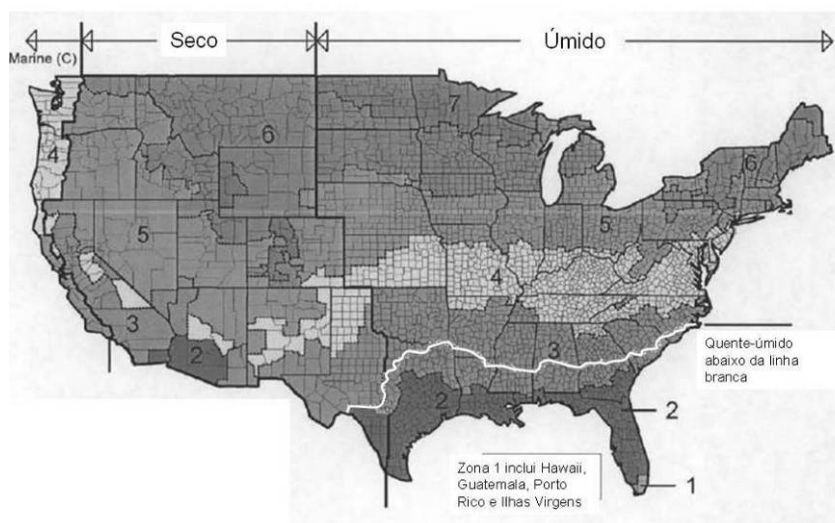 Seco
Úmido
Marine (C)
7
6
4
6
5
5
4
3
3
Quente-úmido
abaixo da linha
branca
2
2
2
Zona 1 inclui Hawaii,
Guatemala, Porto
Rico e Ilhas Virgens
1